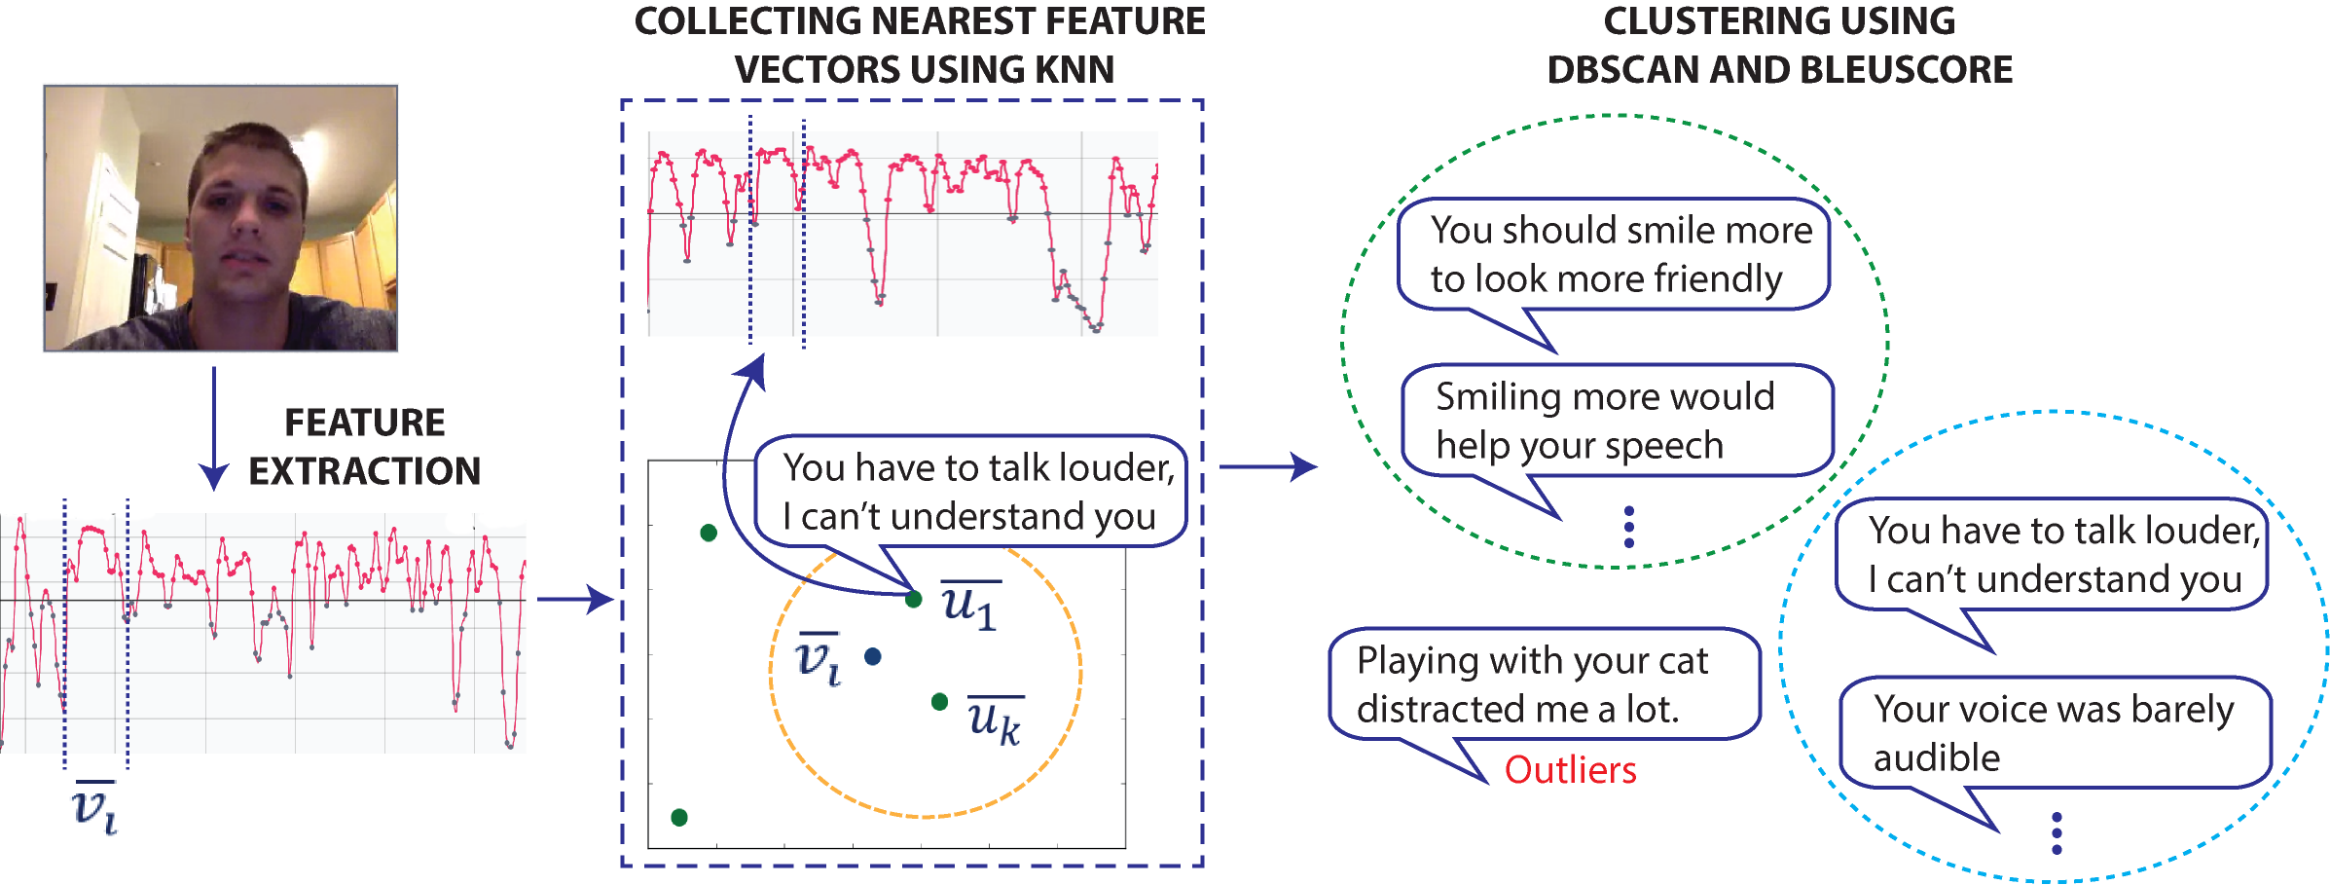 COLLECTING NEAREST FEATURE
VECTORS USING KNN
CLUSTERING USING
DBSCAN AND BLEUSCORE
FEATURE
EXTRACTION
v̅ᵢ
You have to talk louder,
I can't understand you
u̅₁
v̅ᵢ
u̅ₖ
You should smile more
to look more friendly
Smiling more would
help your speech
You have to talk louder,
I can't understand you
Playing with your cat
distracted me a lot.
Outliers
Your voice was barely
audible